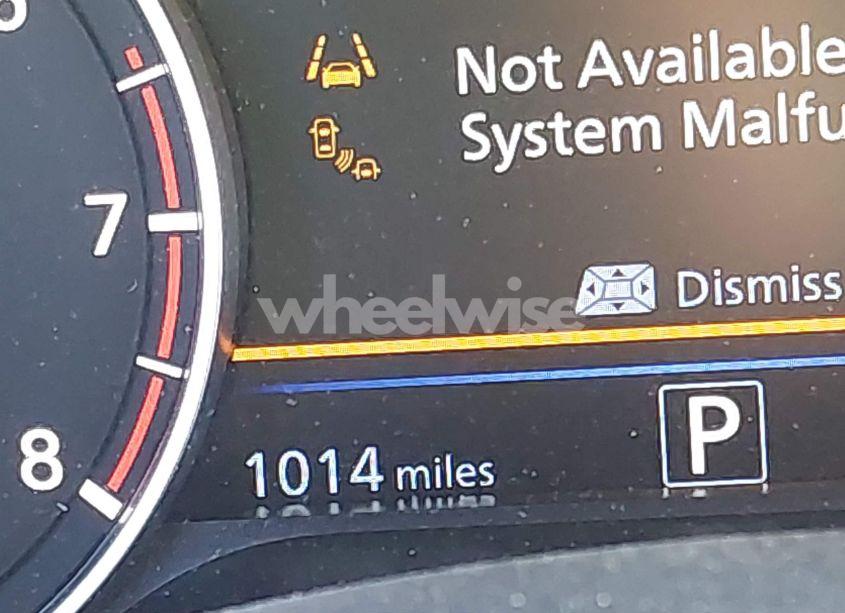 Not Available
System Malfu
7
Dismiss
wheelwise
P
8
1014 miles